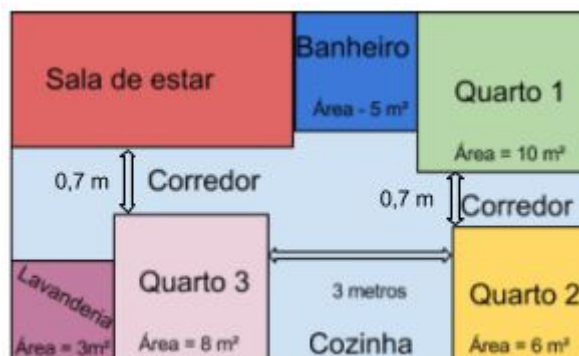 Sala de estar
Banheiro
Área - 5 m²
Quarto 1
Área = 10 m²
0,7 m
Corredor
0,7 m
Corredor
Lavanderia
Área = 3m²
Quarto 3
Área = 8 m²
3 metros
Cozinha
Quarto 2
Área = 6 m²